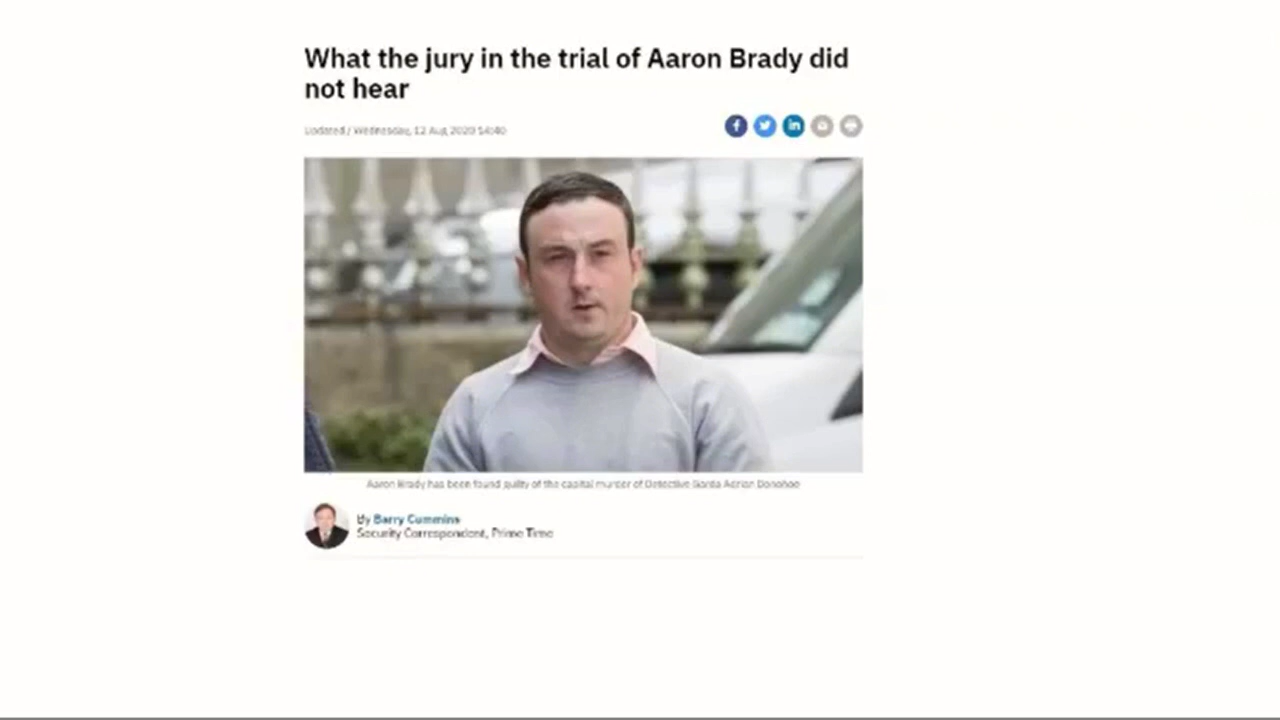 What the jury in the trial of Aaron Brady did
not hear
Updated / Wednesday, 12 Aug 2020 14:40
Aaron Brady has been found guilty of the capital murder of Detective Garda Adrian Donohoe
By Barry Cummins
Security Correspondent, Prime Time